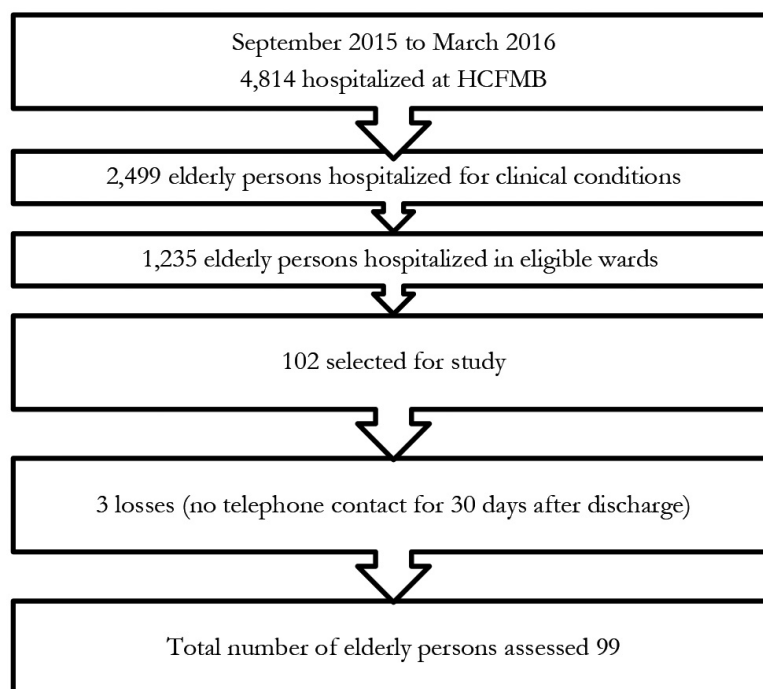 September 2015 to March 2016
4,814 hospitalized at HCFMB
2,499 elderly persons hospitalized for clinical conditions
1,235 elderly persons hospitalized in eligible wards
102 selected for study
3 losses (no telephone contact for 30 days after discharge)
Total number of elderly persons assessed 99